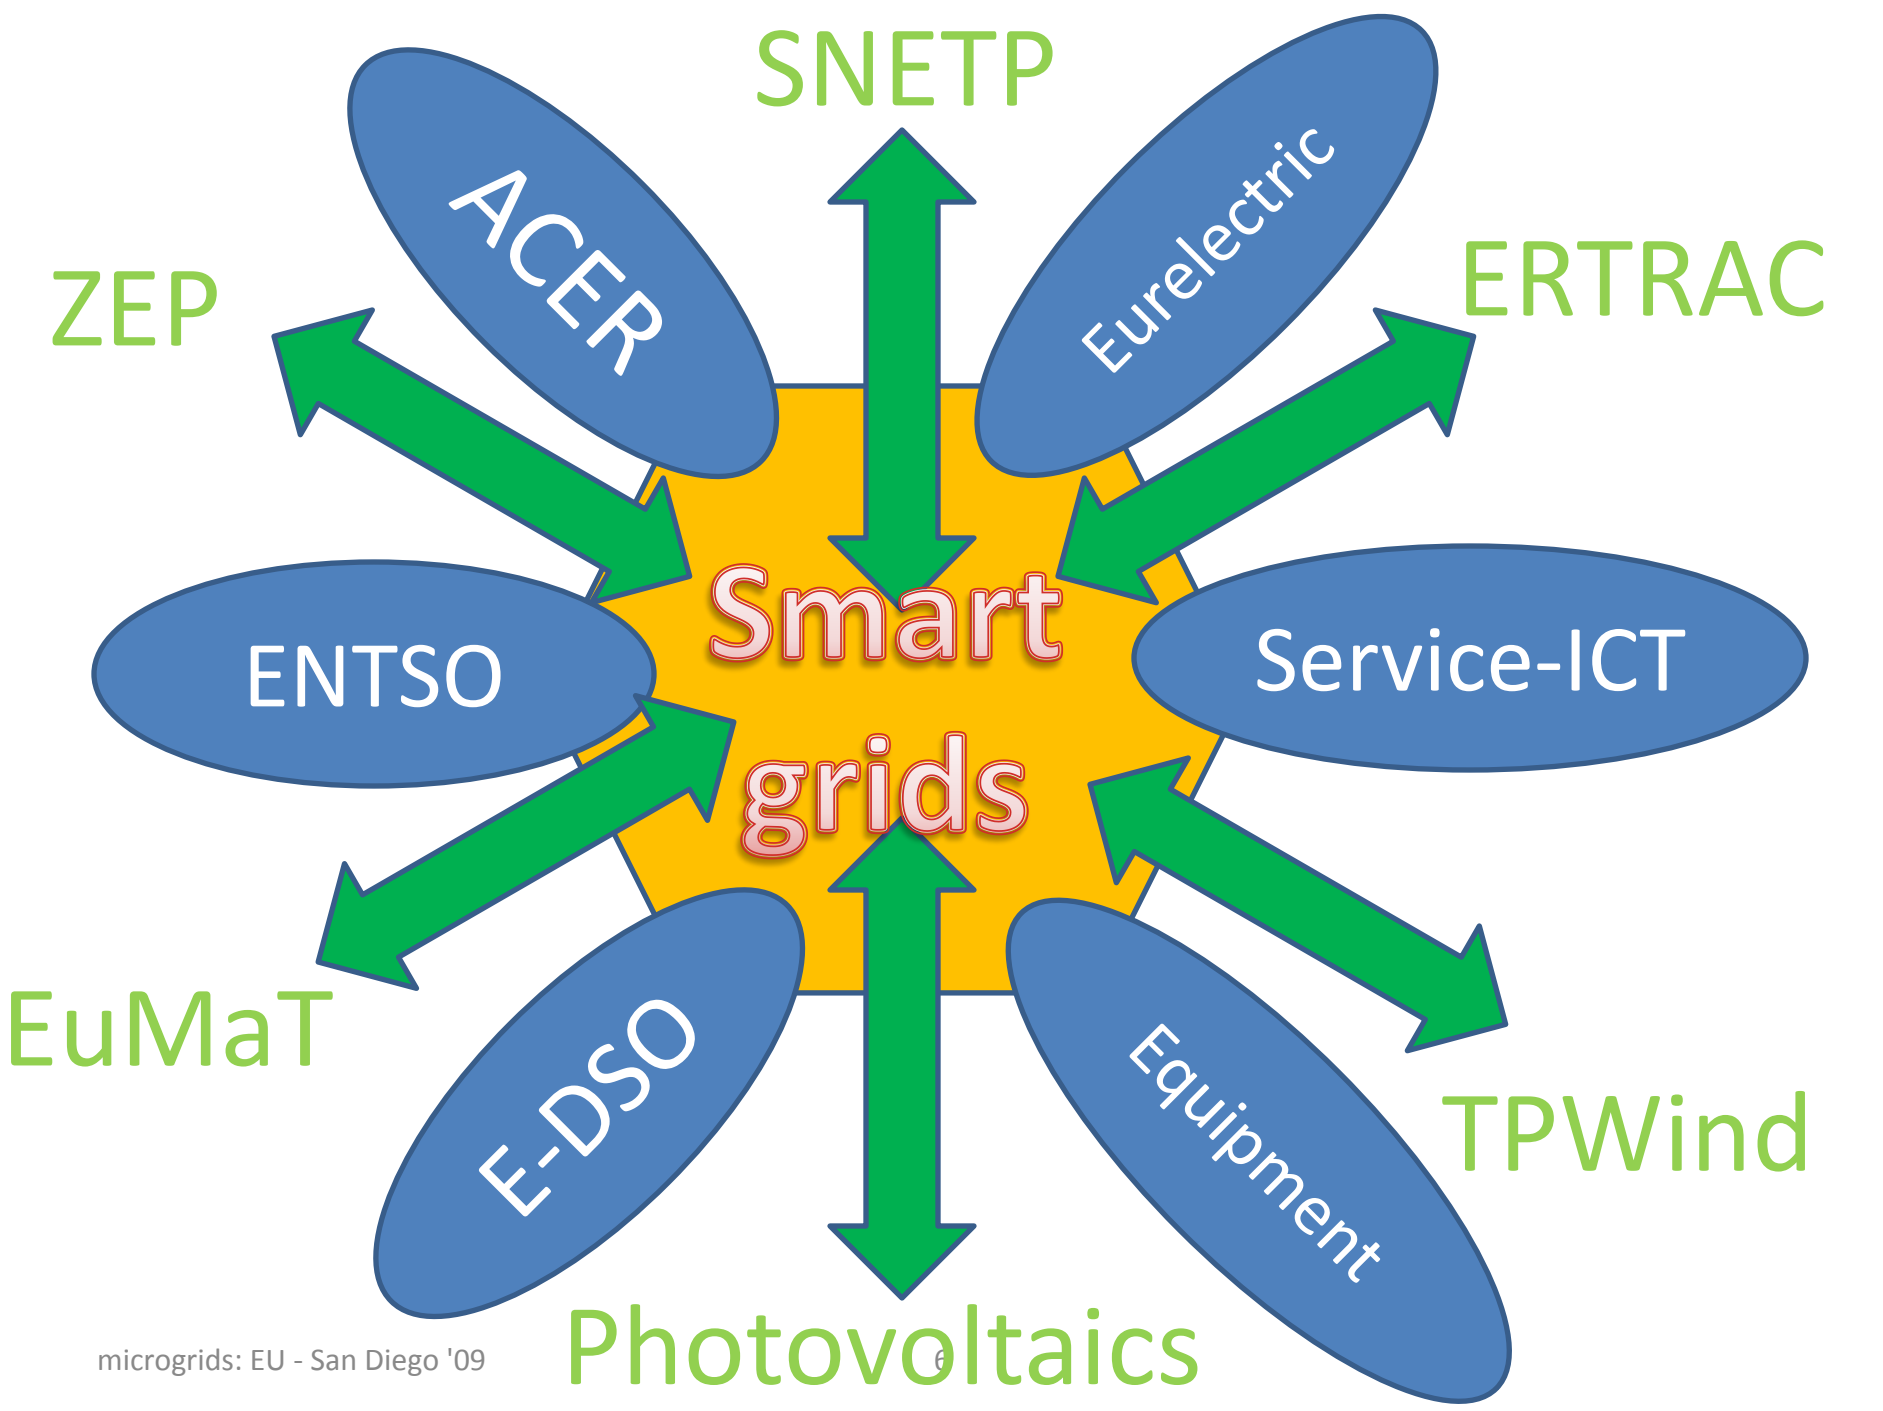 SNETP
ACER
Eurelectric
ZEP
ERTRAC
Smart
grids
ENTSO
Service-ICT
EuMaT
E-DSO
Equipment
TPWind
Photovoltaics
microgrids: EU - San Diego '09
6